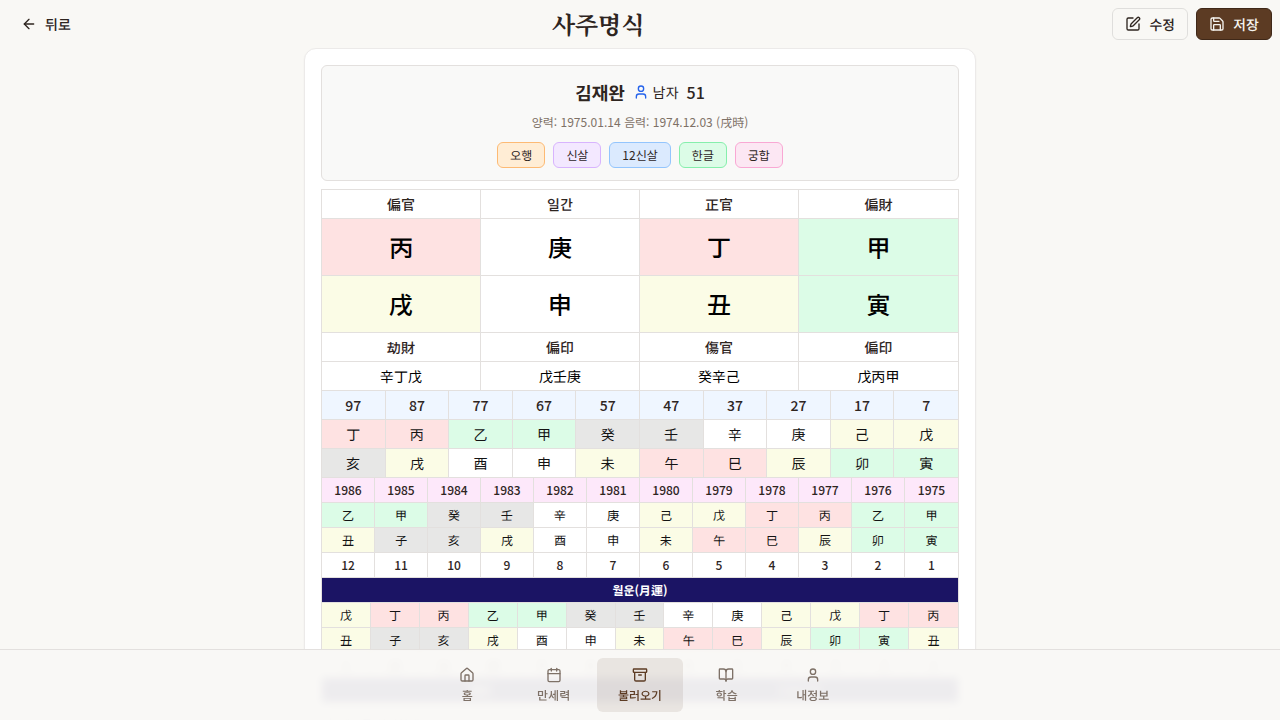 뒤로 사주명식 수정 저장
김재완 남자 51
양력: 1975.01.14 음력: 1974.12.03 (戌時)
오행 신살 12신살 한글 궁합
偏官 일간 正官 偏財
丙 庚 丁 甲
戌 申 丑 寅
劫財 偏印 傷官 偏印
辛丁戊 戊壬庚 癸辛己 戊丙甲
97 87 77 67 57 47 37 27 17 7
丁 丙 乙 甲 癸 壬 辛 庚 己 戊
亥 戌 酉 申 未 午 巳 辰 卯 寅
1986 1985 1984 1983 1982 1981 1980 1979 1978 1977 1976 1975
乙 甲 癸 壬 辛 庚 己 戊 丁 丙 乙 甲
丑 子 亥 戌 酉 申 未 午 巳 辰 卯 寅
12 11 10 9 8 7 6 5 4 3 2 1
월운(月運)
戊 丁 丙 乙 甲 癸 壬 辛 庚 己 戊 丁 丙
丑 子 亥 戌 酉 申 未 午 巳 辰 卯 寅 丑
홈 만세력 불러오기 학습 내정보